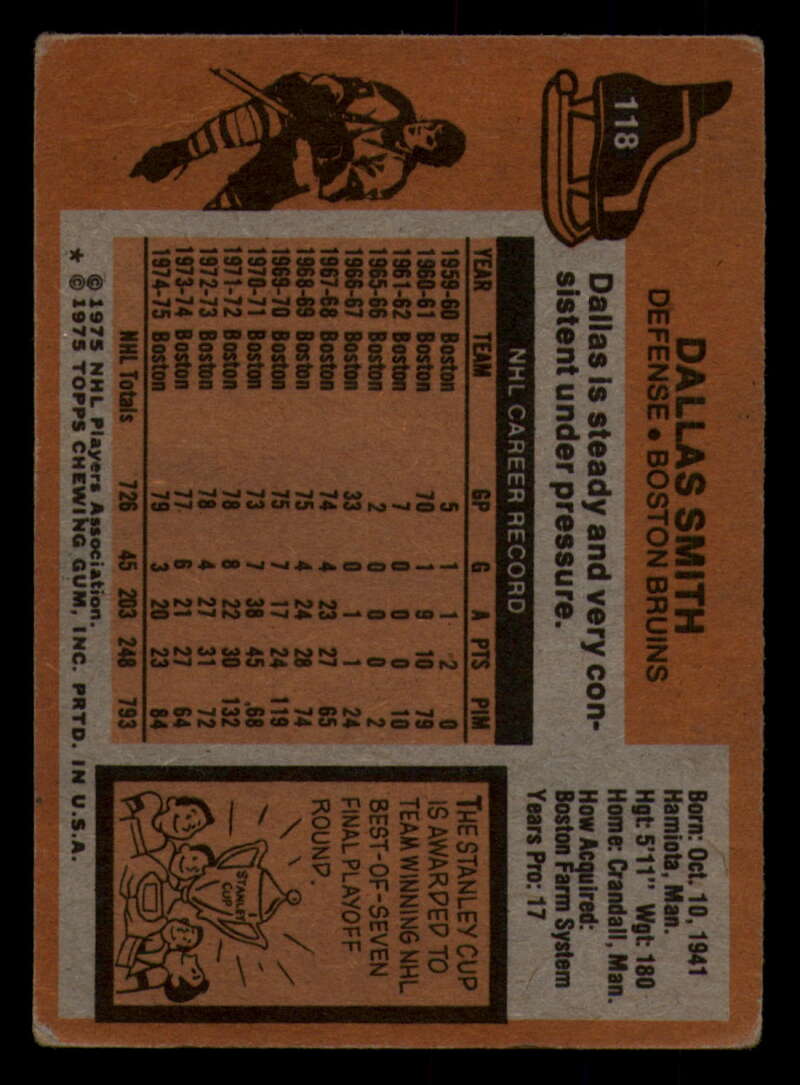 118
DALLAS SMITH
DEFENSE • BOSTON BRUINS
Dallas is steady and very con-
sistent under pressure.
NHL CAREER RECORD
YEAR TEAM GP G A PTS PIM
1959-60 Boston 5 1 1 2 0
1960-61 Boston 70 1 9 10 79
1961-62 Boston 7 0 0 0 10
1965-66 Boston 2 0 0 0 2
1966-67 Boston 33 0 1 1 24
1967-68 Boston 74 4 23 27 65
1968-69 Boston 75 4 24 28 74
1969-70 Boston 75 7 17 24 119
1970-71 Boston 73 7 38 45 68
1971-72 Boston 78 8 22 30 132
1972-73 Boston 78 4 27 31 72
1973-74 Boston 77 6 21 27 64
1974-75 Boston 79 3 20 23 84
NHL Totals 726 45 203 248 793
Born: Oct. 10, 1941
Hamiota, Man.
Hgt: 5'11" Wgt: 180
Home: Crandall, Man.
How Acquired:
Boston Farm System
Years Pro: 17
THE STANLEY CUP
IS AWARDED TO
TEAM WINNING NHL
BEST-OF-SEVEN
FINAL PLAYOFF
ROUND.
STANLEY
CUP
© 1975 NHL Players Association.
* © 1975 TOPPS CHEWING GUM, INC. PRTD. IN U.S.A.